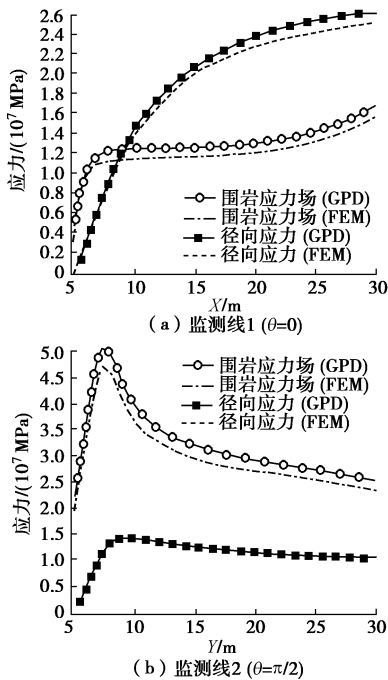 2.6
2.4
2.2
2.0
1.8
1.6
1.4
1.2
1.0
0.8
0.6
0.4
0.2
0
应力/(10⁷ MPa)
围岩应力场 (GPD)
围岩应力场 (FEM)
径向应力 (GPD)
径向应力 (FEM)
5 10 15 20 25 30
X/m
(a) 监测线1 (θ=0)
5.0
4.5
4.0
3.5
3.0
2.5
2.0
1.5
1.0
0.5
0
应力/(10⁷ MPa)
围岩应力场 (GPD)
围岩应力场 (FEM)
径向应力 (GPD)
径向应力 (FEM)
5 10 15 20 25 30
Y/m
(b) 监测线2 (θ=π/2)